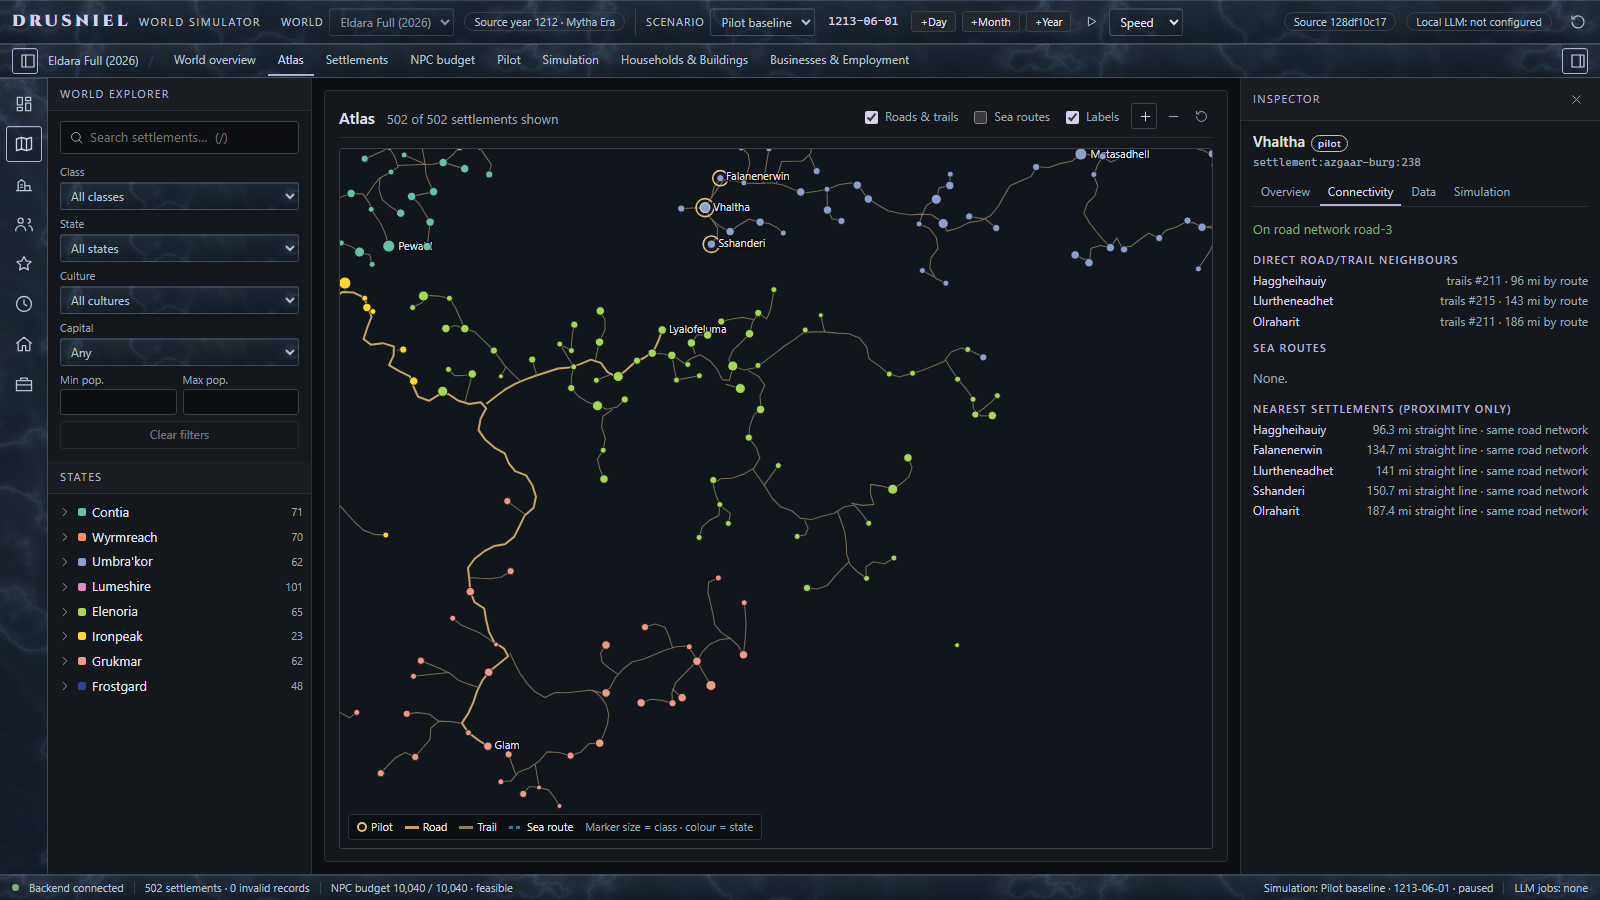 DRUSNIEL WORLD SIMULATOR WORLD Eldara Full (2026) Source year 1212 · Mytha Era SCENARIO Pilot baseline 1213-06-01 +Day +Month +Year Speed Source 128df10c17 Local LLM: not configured
Eldara Full (2026) / World overview Atlas Settlements NPC budget Pilot Simulation Households & Buildings Businesses & Employment
WORLD EXPLORER
Search settlements... (/)
Class
All classes
State
All states
Culture
All cultures
Capital
Any
Min pop. Max pop.
Clear filters
STATES
Contia 71
Wyrmreach 70
Umbra'kor 62
Lumeshire 101
Elenoria 65
Ironpeak 23
Grukmar 62
Frostgard 48
Atlas 502 of 502 settlements shown Roads & trails Sea routes Labels
Motasadhell
Falanenerwin
Vhaltha
Sshanderi
Lyalofeluma
Glam
Pilot Road Trail Sea route Marker size = class · colour = state
INSPECTOR
Vhaltha pilot
settlement:azgaar-burg:238
Overview Connectivity Data Simulation
On road network road-3
DIRECT ROAD/TRAIL NEIGHBOURS
Haggheihauiy trails #211 · 96 mi by route
Llurtheneadhet trails #215 · 143 mi by route
Olraharit trails #211 · 186 mi by route
SEA ROUTES
None.
NEAREST SETTLEMENTS (PROXIMITY ONLY)
Haggheihauiy 96.3 mi straight line · same road network
Falanenerwin 134.7 mi straight line · same road network
Llurtheneadhet 141 mi straight line · same road network
Sshanderi 150.7 mi straight line · same road network
Olraharit 187.4 mi straight line · same road network
Backend connected 502 settlements · 0 invalid records NPC budget 10,040 / 10,040 · feasible Simulation: Pilot baseline · 1213-06-01 · paused LLM jobs: none